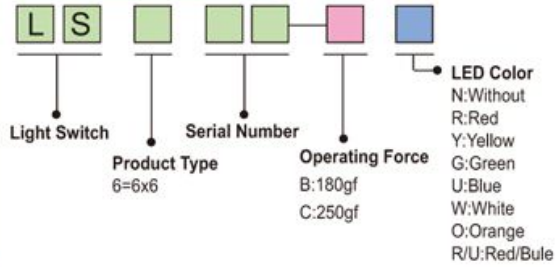 L S
Light Switch
Product Type
6=6x6
Serial Number
Operating Force
B:180gf
C:250gf
LED Color
N:Without
R:Red
Y:Yellow
G:Green
U:Blue
W:White
O:Orange
R/U:Red/Bule